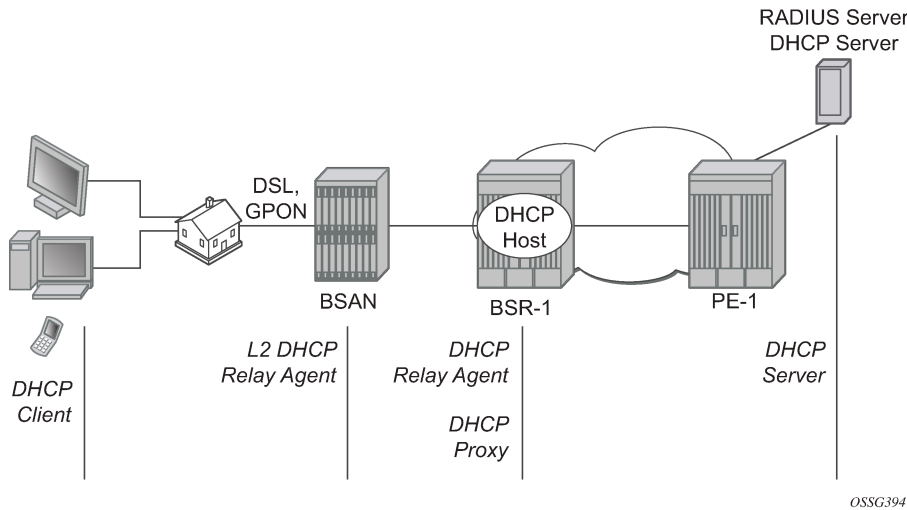 RADIUS Server
DHCP Server
DSL,
GPON
DHCP
Host
BSAN
BSR-1
PE-1
DHCP
Client
L2 DHCP
Relay Agent
DHCP
Relay Agent
DHCP
Proxy
DHCP
Server
OSSG394